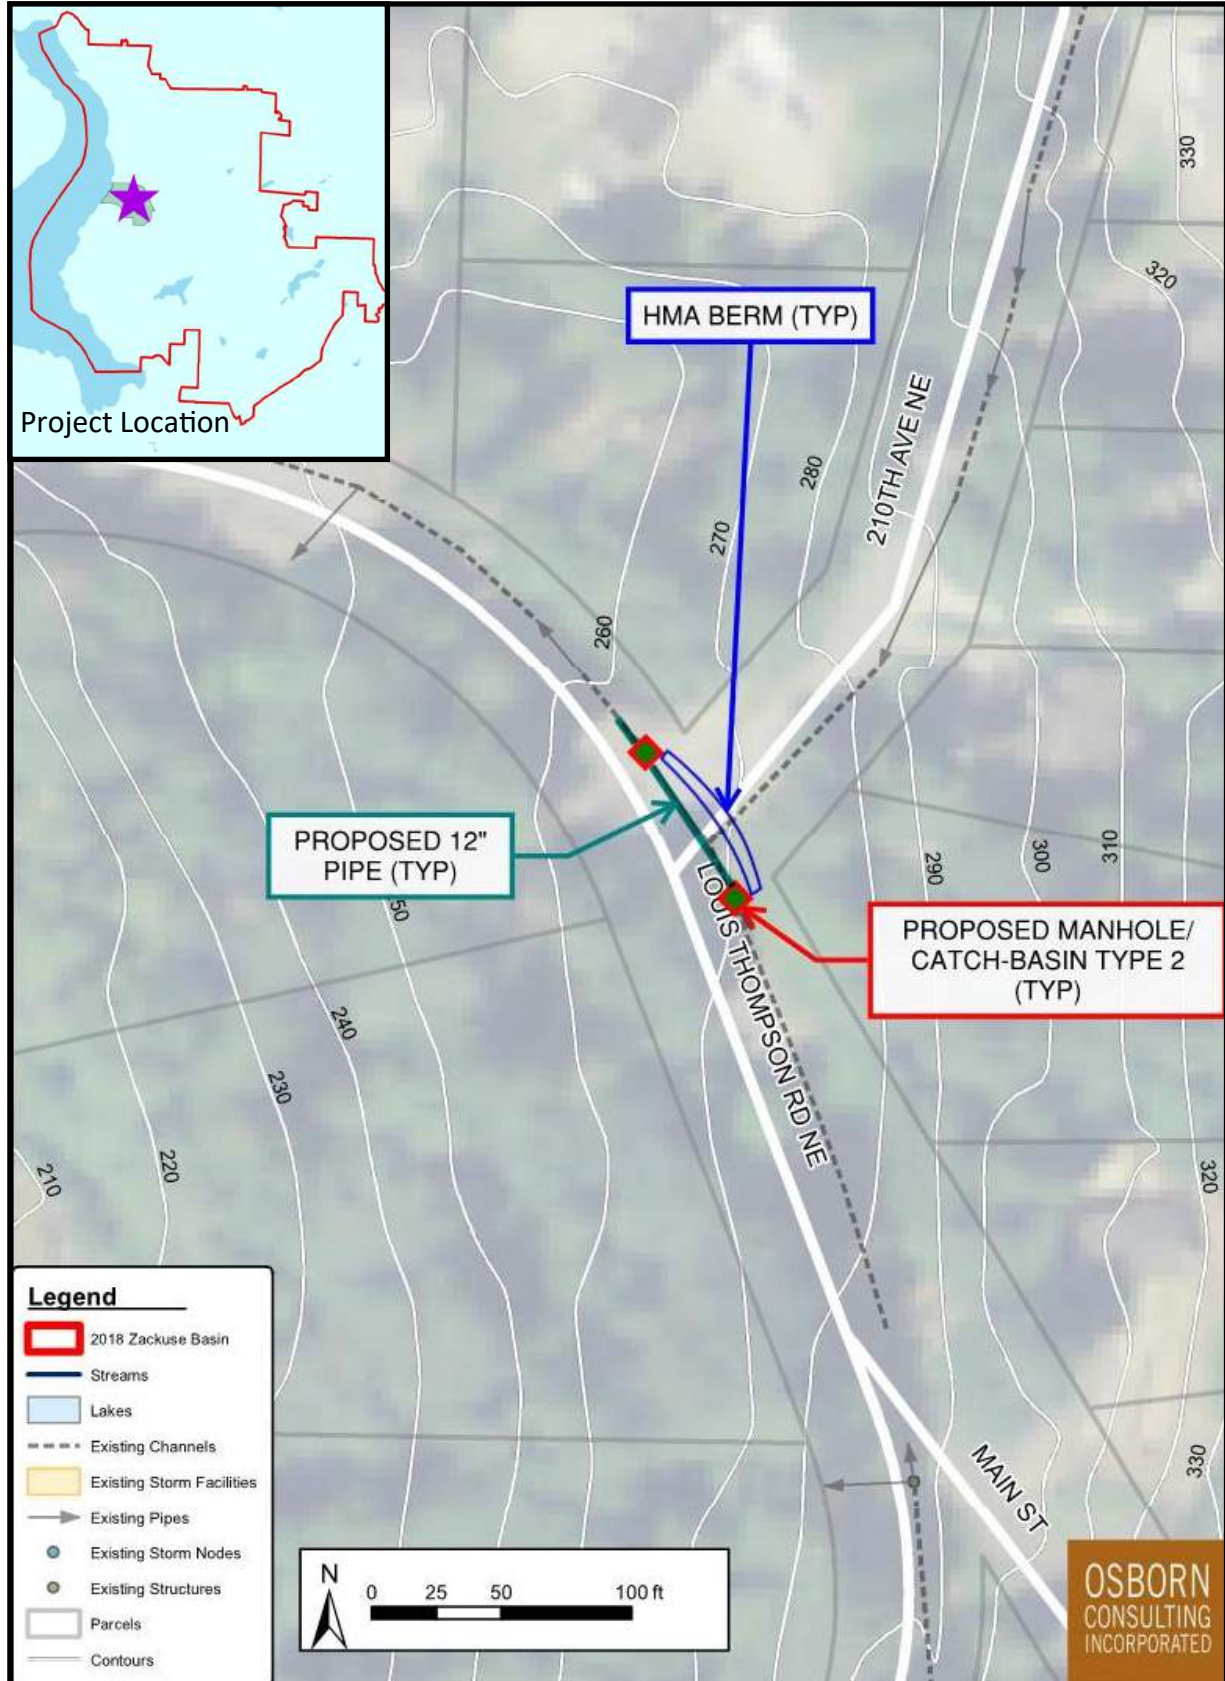 Project Location
330
320
HMA BERM (TYP)
210TH AVE NE
280
270
260
PROPOSED 12"
PIPE (TYP)
LOUIS THOMPSON RD NE
290
300
310
50
PROPOSED MANHOLE/
CATCH-BASIN TYPE 2
(TYP)
240
230
220
210
320
Legend
2018 Zackuse Basin
Streams
Lakes
Existing Channels
Existing Storm Facilities
Existing Pipes
Existing Storm Nodes
Existing Structures
Parcels
Contours
N
0 25 50 100 ft
MAIN ST
330
OSBORN
CONSULTING
INCORPORATED